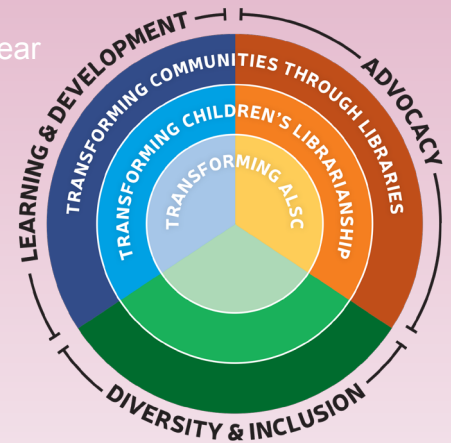 ear
LEARNING & DEVELOPMENT
ADVOCACY
TRANSFORMING COMMUNITIES THROUGH LIBRARIES
TRANSFORMING CHILDREN'S LIBRARIANSHIP
TRANSFORMING ALSC
DIVERSITY & INCLUSION